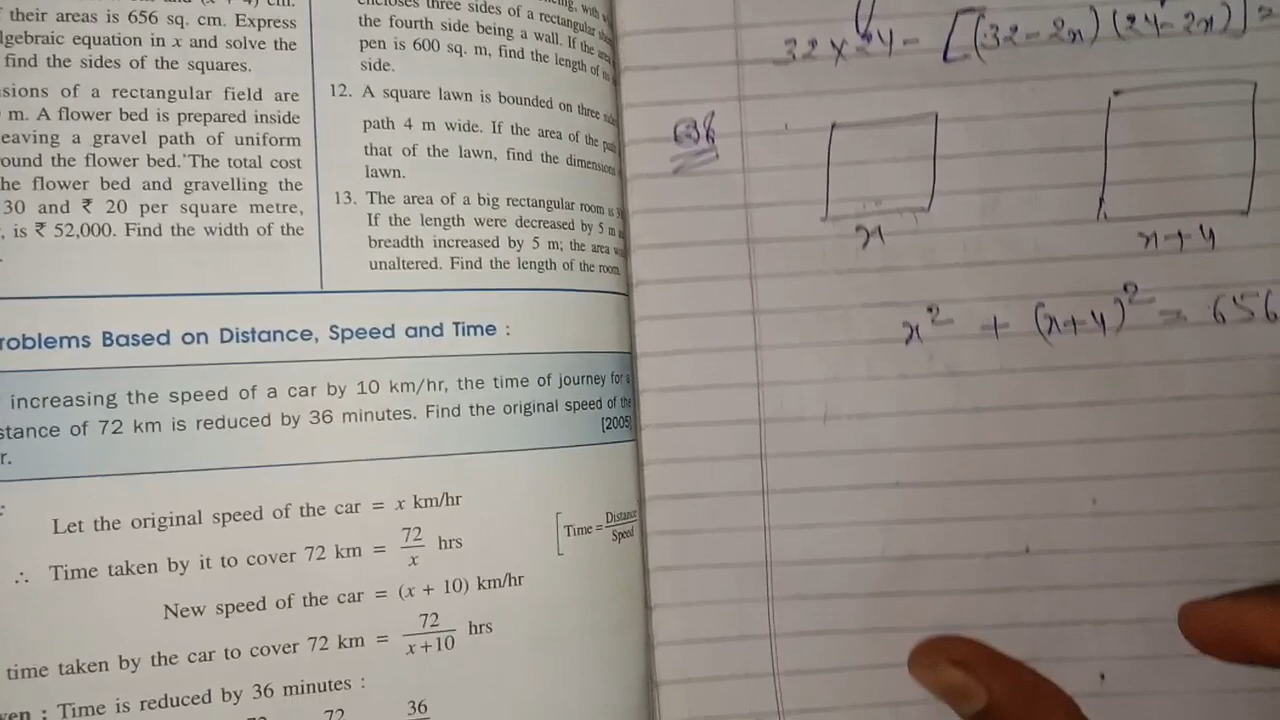 their areas is 656 sq. cm. Express
lgebraic equation in x and solve the
find the sides of the squares.
sions of a rectangular field are
m. A flower bed is prepared inside
eaving a gravel path of uniform
ound the flower bed. The total cost
he flower bed and gravelling the
30 and ₹ 20 per square metre,
, is ₹ 52,000. Find the width of the
encloses three sides of a rectangular
the fourth side being a wall. If the
pen is 600 sq. m, find the length of
side.
12. A square lawn is bounded on three
path 4 m wide. If the area of the
that of the lawn, find the dimensions
lawn.
13. The area of a big rectangular room is
If the length were decreased by 5 m
breadth increased by 5 m; the area
unaltered. Find the length of the room.
roblems Based on Distance, Speed and Time :
increasing the speed of a car by 10 km/hr, the time of journey for a
stance of 72 km is reduced by 36 minutes. Find the original speed of the
r. [2005]
Let the original speed of the car = x km/hr
∴ Time taken by it to cover 72 km = 72/x hrs [Time = Distance/Speed
New speed of the car = (x + 10) km/hr
time taken by the car to cover 72 km = 72/x+10 hrs
ven : Time is reduced by 36 minutes :
72 36
32 x 24 - [(32-2x) (24-2x)] =
x x+4
x² + (x+4)² = 656